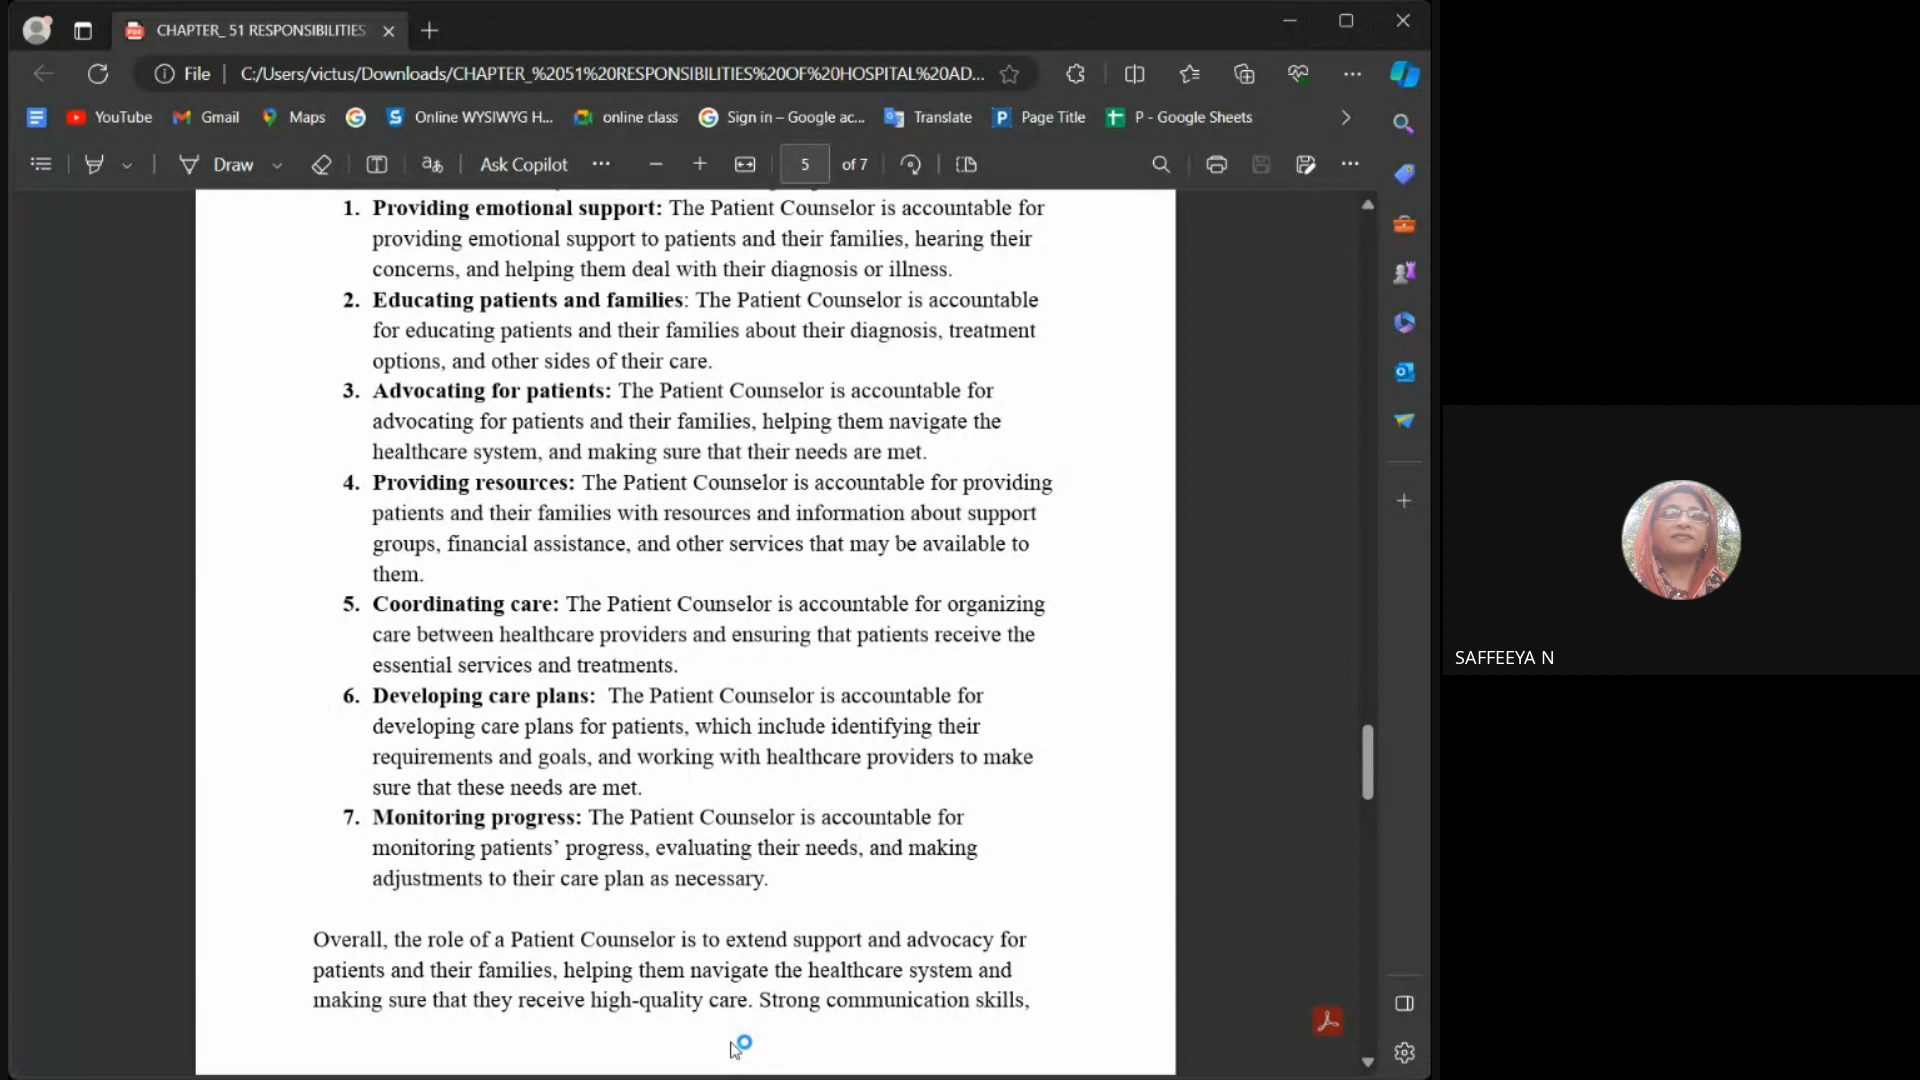 CHAPTER_ 51 RESPONSIBILITIES
File
C:/Users/victus/Downloads/CHAPTER_%2051%20RESPONSIBILITIES%20OF%20HOSPITAL%20AD...
YouTube Gmail Maps Online WYSIWYG H... online class Sign in – Google ac... Translate Page Title P - Google Sheets
Draw Ask Copilot 5 of 7
1. Providing emotional support: The Patient Counselor is accountable for
providing emotional support to patients and their families, hearing their
concerns, and helping them deal with their diagnosis or illness.
2. Educating patients and families: The Patient Counselor is accountable
for educating patients and their families about their diagnosis, treatment
options, and other sides of their care.
3. Advocating for patients: The Patient Counselor is accountable for
advocating for patients and their families, helping them navigate the
healthcare system, and making sure that their needs are met.
4. Providing resources: The Patient Counselor is accountable for providing
patients and their families with resources and information about support
groups, financial assistance, and other services that may be available to
them.
5. Coordinating care: The Patient Counselor is accountable for organizing
care between healthcare providers and ensuring that patients receive the
essential services and treatments.
6. Developing care plans: The Patient Counselor is accountable for
developing care plans for patients, which include identifying their
requirements and goals, and working with healthcare providers to make
sure that these needs are met.
7. Monitoring progress: The Patient Counselor is accountable for
monitoring patients’ progress, evaluating their needs, and making
adjustments to their care plan as necessary.
Overall, the role of a Patient Counselor is to extend support and advocacy for
patients and their families, helping them navigate the healthcare system and
making sure that they receive high-quality care. Strong communication skills,
SAFFEEYA N